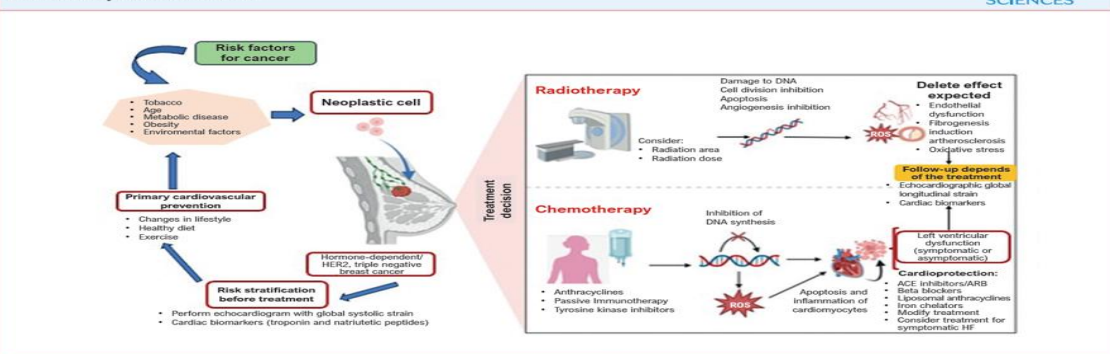 SCIENCES
Risk factors
for cancer
• Tobacco
• Age
• Metabolic disease
• Obesity
• Enviromental factors
Neoplastic cell
Primary cardiovascular
prevention
• Changes in lifestyle
• Healthy diet
• Exercise
Hormone-dependent/
HER2, triple negative
breast cancer
Risk stratification
before treatment
• Perform echocardiogram with global systolic strain
• Cardiac biomarkers (troponin and natriutetic peptides)
Treatment
decision
Radiotherapy
Consider:
• Radiation area
• Radiation dose
Damage to DNA
Cell division inhibition
Apoptosis
Angiogenesis inhibition
ROS
Delete effect
expected
• Endothelial
dysfunction
• Fibrogenesis
induction
artherosclerosis
• Oxidative stress
Follow-up depends
of the treatment
• Echocardiographic global
longitudinal strain
• Cardiac biomarkers
Chemotherapy
• Anthracyclines
• Passive Immunotherapy
• Tyrosine kinase inhibitors
Inhibition of
DNA synthesis
ROS
Apoptosis and
inflammation of
cardiomyocytes
Left ventricular
dysfunction
(symptomatic or
asymptomatic)
Cardioprotection:
• ACE inhibitors/ARB
• Beta blockers
• Liposomal anthracyclines
• Iron chelators
• Modify treatment
• Consider treatment for
symptomatic HF